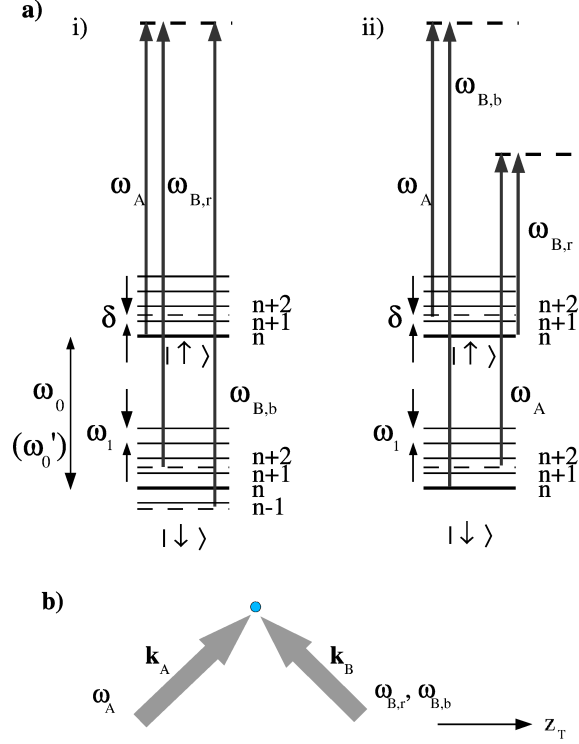 a)
i)
ii)
ω_B,b
ω_A
ω_B,r
ω_A
ω_B,r
δ
n+2
n+1
n
|↑⟩
δ
n+2
n+1
n
|↑⟩
ω_0
(ω_0')
ω_B,b
ω_A
ω_1
n+2
n+1
n
n-1
|↓⟩
ω_1
n+2
n+1
n
|↓⟩
b)
k_A
k_B
ω_A
ω_B,r, ω_B,b
z_T